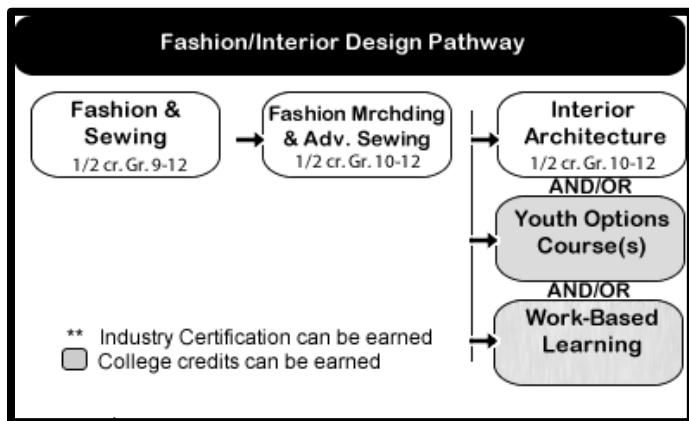 Fashion/Interior Design Pathway
Fashion &
Sewing
1/2 cr. Gr. 9-12
Fashion Mrchding
& Adv. Sewing
1/2 cr. Gr. 10-12
Interior
Architecture
1/2 cr. Gr. 10-12
AND/OR
Youth Options
Course(s)
AND/OR
Work-Based
Learning
** Industry Certification can be earned
College credits can be earned